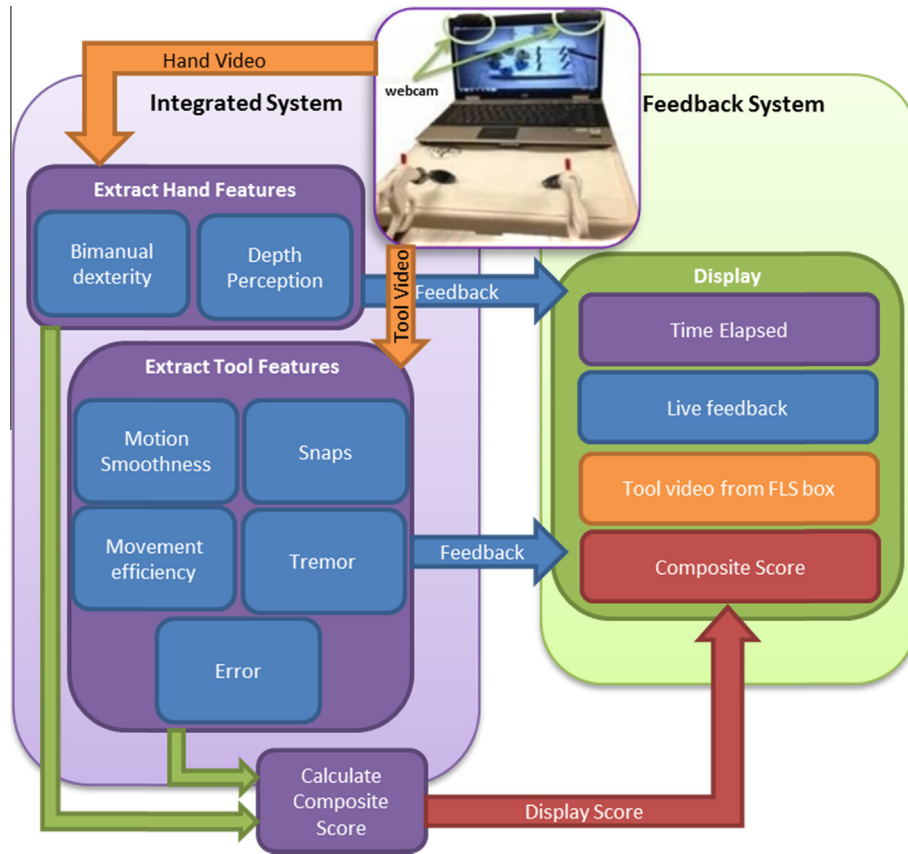 Hand Video
webcam
Integrated System
Feedback System
Extract Hand Features
Bimanual
dexterity
Depth
Perception
Tool Video
Feedback
Display
Time Elapsed
Live feedback
Tool video from FLS box
Composite Score
Extract Tool Features
Motion
Smoothness
Snaps
Movement
efficiency
Tremor
Feedback
Error
Calculate
Composite
Score
Display Score